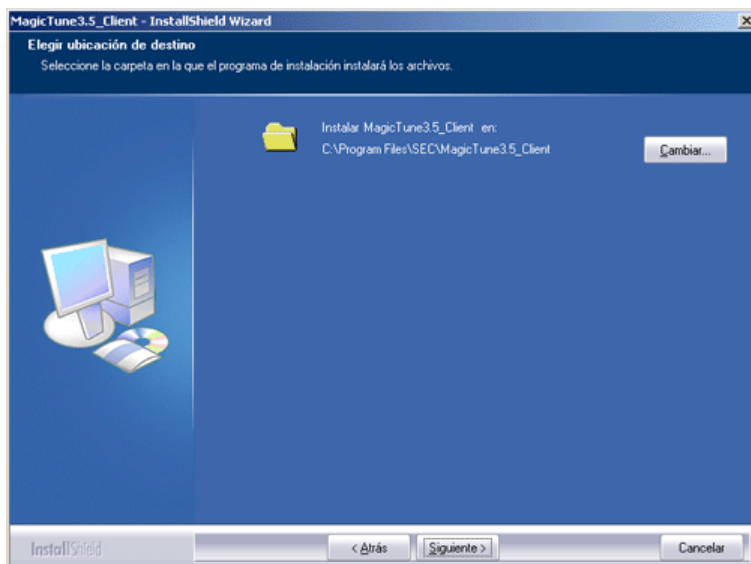 MagicTune3.5_Client - InstallShield Wizard
Elegir ubicación de destino
Seleccione la carpeta en la que el programa de instalación instalará los archivos.
Instalar MagicTune3.5_Client en:
C:\Program Files\SEC\MagicTune3.5_Client
Cambiar...
InstallShield
< Atrás
Siguiente >
Cancelar